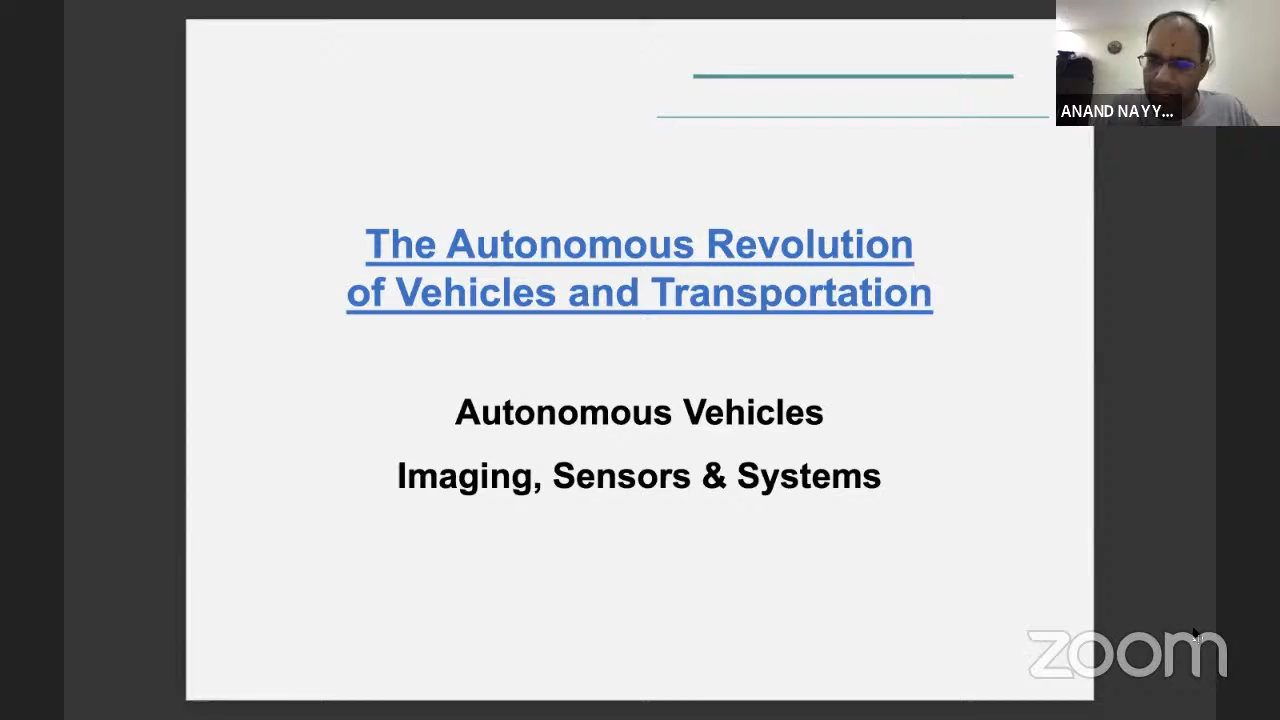 ANAND NAYY...
The Autonomous Revolution
of Vehicles and Transportation
Autonomous Vehicles
Imaging, Sensors & Systems
zoom